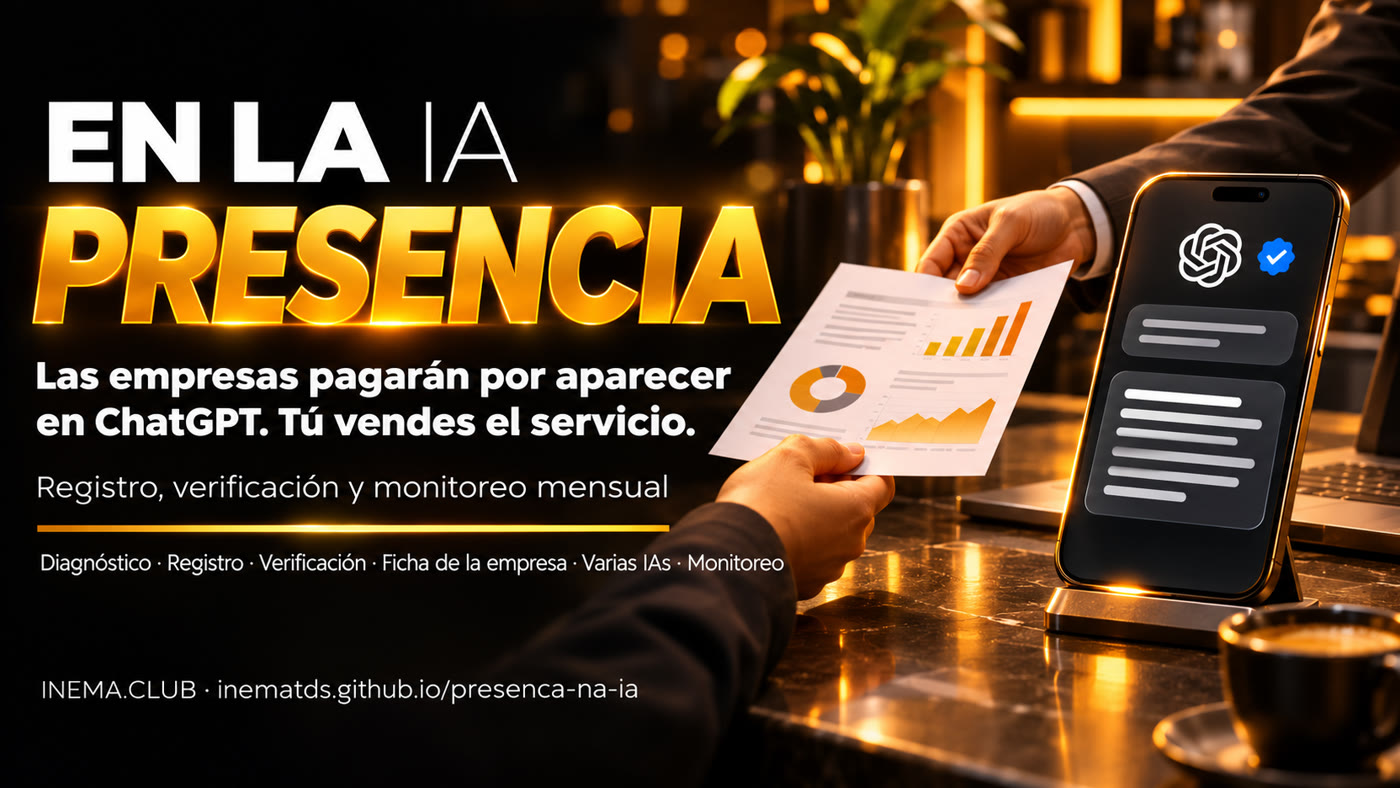 EN LA IA
PRESENCIA
Las empresas pagarán por aparecer
en ChatGPT. Tú vendes el servicio.
Registro, verificación y monitoreo mensual
Diagnóstico · Registro · Verificación · Ficha de la empresa · Varias IAs · Monitoreo
INEMA.CLUB · inematds.github.io/presenca-na-ia